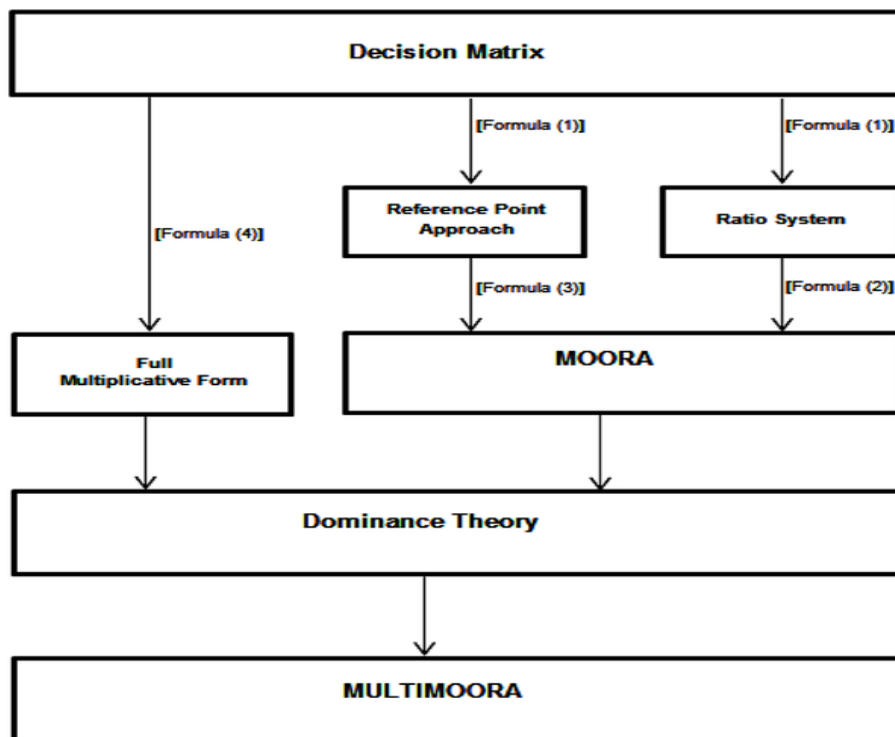 Decision Matrix
[Formula (1)]
[Formula (1)]
Reference Point
Approach
Ratio System
[Formula (4)]
[Formula (3)]
[Formula (2)]
Full
Multiplicative Form
MOORA
Dominance Theory
MULTIMOORA